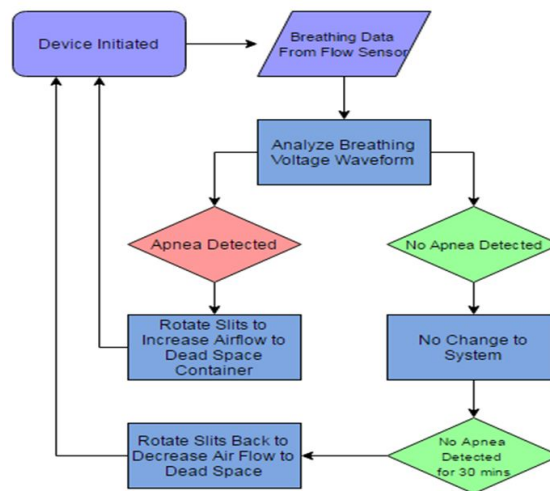 Device Initiated
Breathing Data
From Flow Sensor
Analyze Breathing
Voltage Waveform
Apnea Detected
No Apnea Detected
Rotate Slits to
Increase Airflow to
Dead Space
Container
No Change to
System
Rotate Slits Back to
Decrease Air Flow to
Dead Space
No Apnea
Detected
for 30 mins